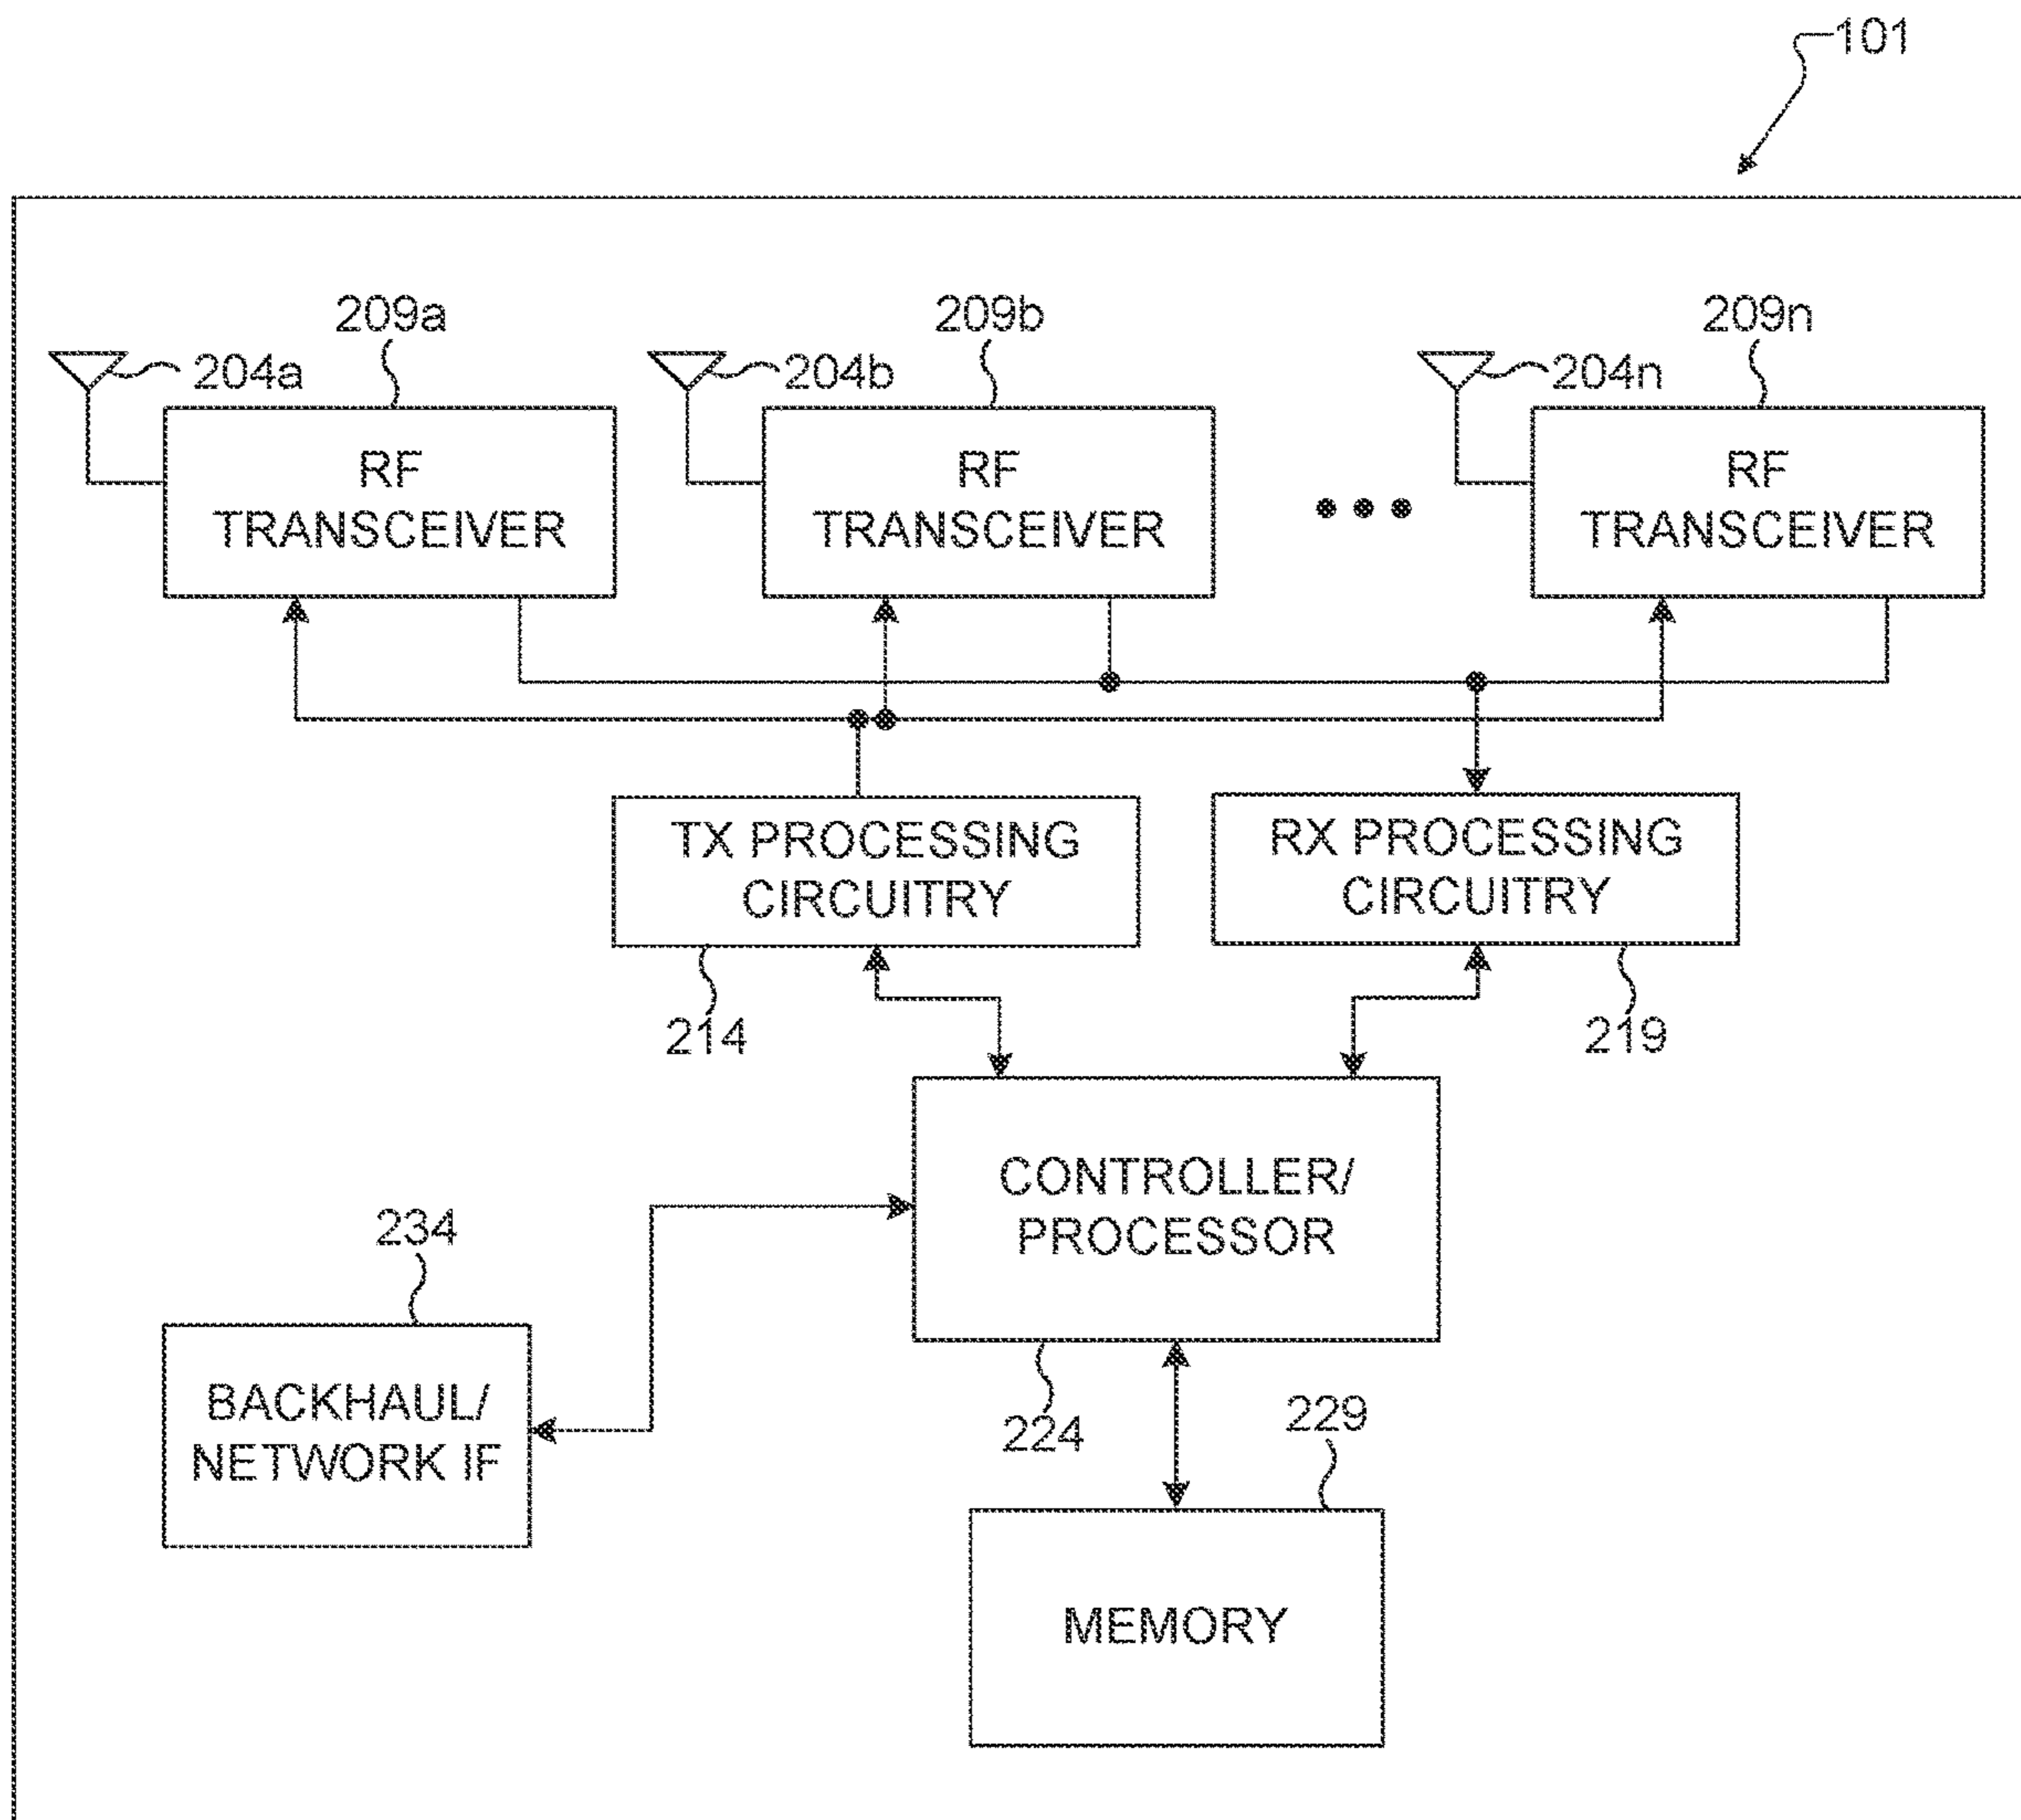 101
209a
209b
209n
204a
204b
204n
RF
TRANSCEIVER
RF
TRANSCEIVER
RF
TRANSCEIVER
TX PROCESSING
CIRCUITRY
RX PROCESSING
CIRCUITRY
214
219
CONTROLLER/
PROCESSOR
234
BACKHAUL/
NETWORK IF
224
229
MEMORY